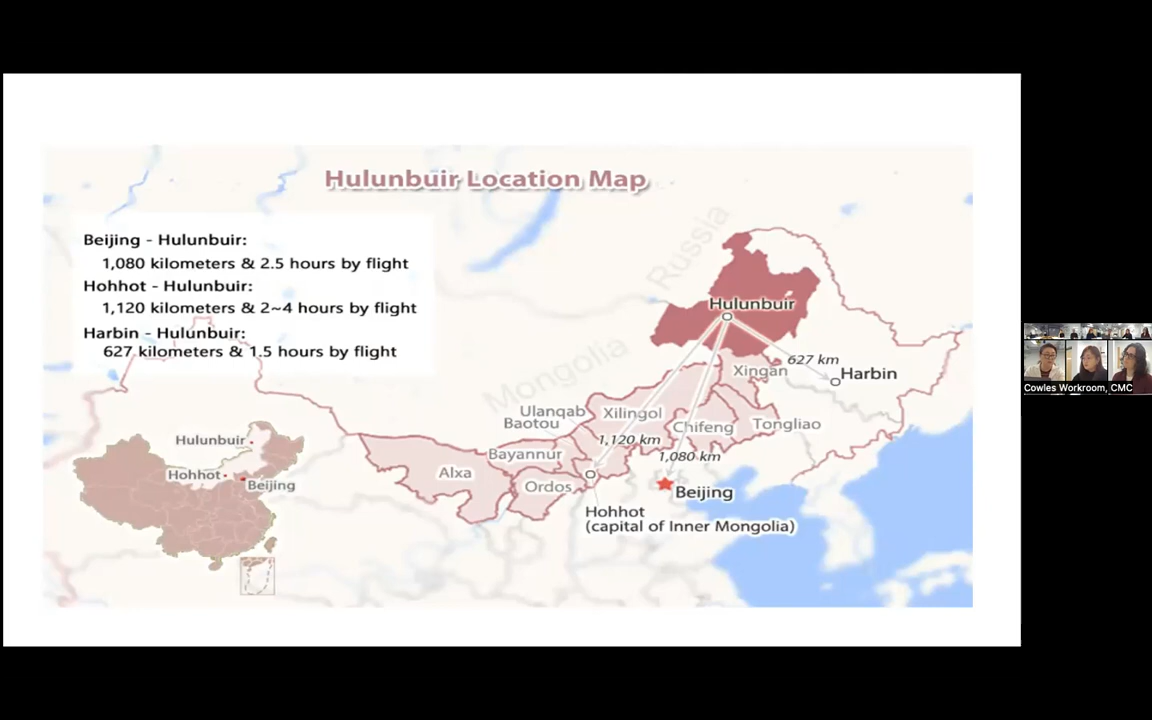 Hulunbuir Location Map
Beijing - Hulunbuir:
1,080 kilometers & 2.5 hours by flight
Hohhot - Hulunbuir:
1,120 kilometers & 2~4 hours by flight
Harbin - Hulunbuir:
627 kilometers & 1.5 hours by flight
Russia
Mongolia
Hulunbuir
627 km
Harbin
Xingan
Ulanqab
Baotou
Xilingol
Chifeng
Tongliao
1,120 km
1,080 km
Bayannur
Alxa
Ordos
Beijing
Hohhot
(capital of Inner Mongolia)
Hulunbuir
Hohhot
Beijing
Cowles Workroom, CMC